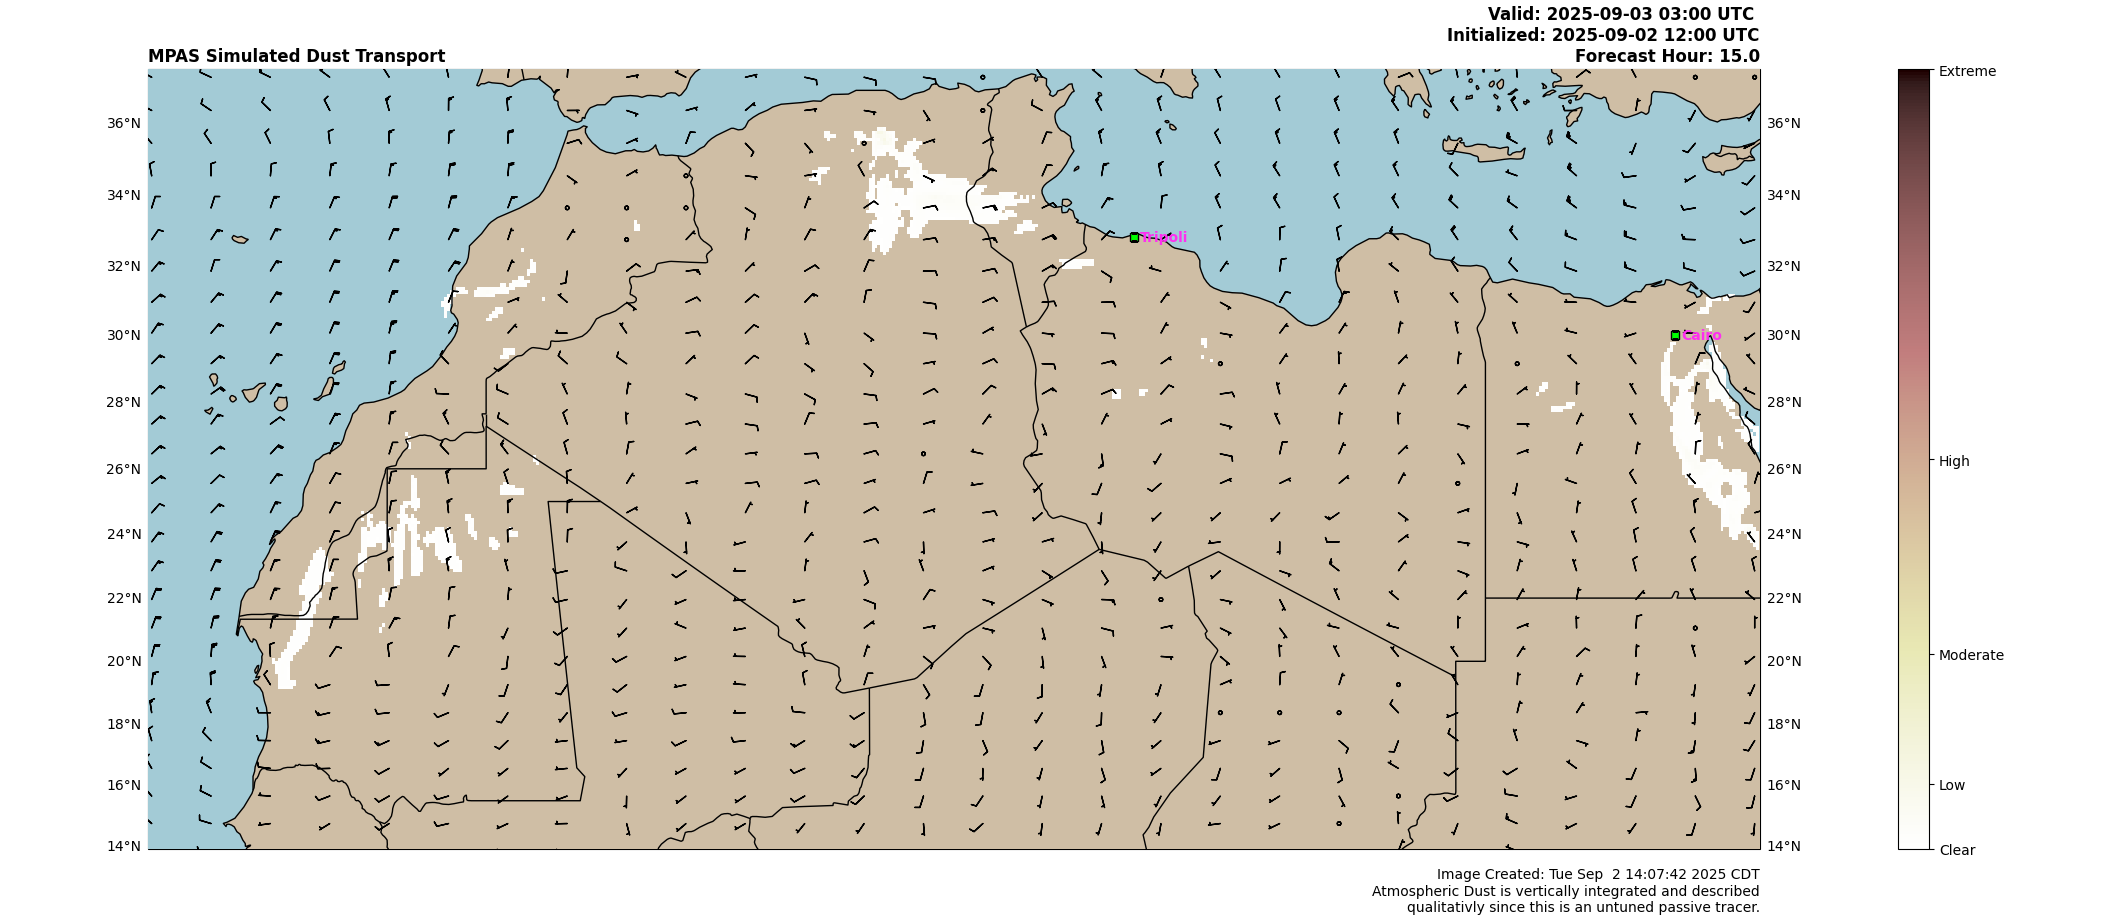 Valid: 2025-09-03 03:00 UTC
Initialized: 2025-09-02 12:00 UTC
MPAS Simulated Dust Transport
Forecast Hour: 15.0
Extreme
36°N
36°N
34°N
34°N
Tripoli
32°N
32°N
30°N
Cairo
30°N
28°N
28°N
26°N
26°N
High
24°N
24°N
22°N
22°N
20°N
20°N
Moderate
18°N
18°N
16°N
16°N
Low
14°N
14°N
Clear
Image Created: Tue Sep  2 14:07:42 2025 CDT
Atmospheric Dust is vertically integrated and described
qualitativly since this is an untuned passive tracer.